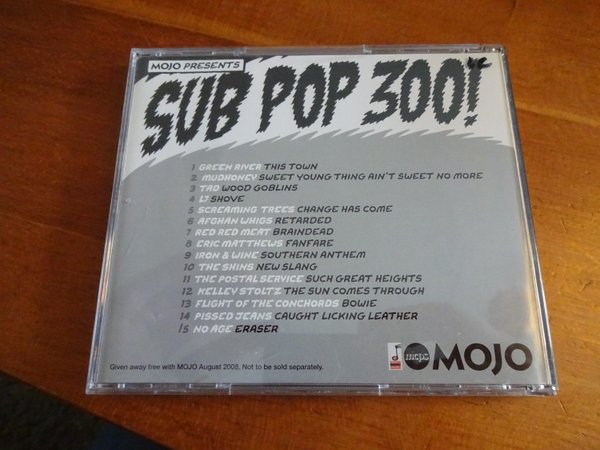 MOJO PRESENTS
SUB POP 300!
1 GREEN RIVER THIS TOWN
2 MUDHONEY SWEET YOUNG THING AIN'T SWEET NO MORE
3 TAD WOOD GOBLINS
4 L7 SHOVE
5 SCREAMING TREES CHANGE HAS COME
6 AFGHAN WHIGS RETARDED
7 RED RED MEAT BRAINDEAD
8 ERIC MATTHEWS FANFARE
9 IRON & WINE SOUTHERN ANTHEM
10 THE SHINS NEW SLANG
11 THE POSTAL SERVICE SUCH GREAT HEIGHTS
12 KELLEY STOLTZ THE SUN COMES THROUGH
13 FLIGHT OF THE CONCHORDS BOWIE
14 PISSED JEANS CAUGHT LICKING LEATHER
15 NO AGE ERASER
Given away free with MOJO August 2008, Not to be sold separately.
mcps
MOJO